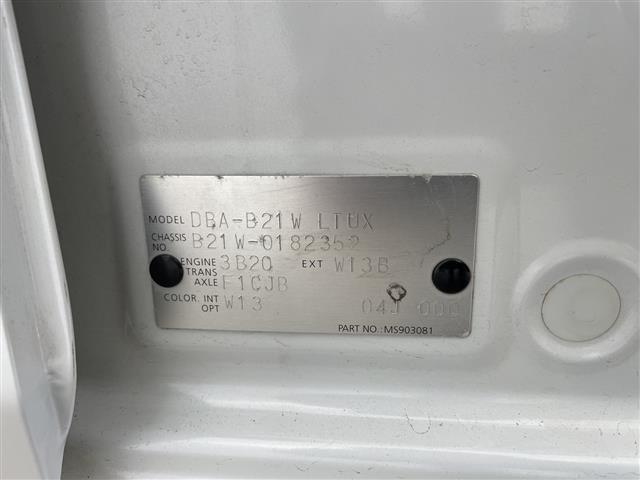 MODEL DBA-B21W LTUX
CHASSIS NO. B21W-0182352
ENGINE 3B20 EXT W13B
TRANS AXLE F1CJB
COLOR. INT W13
OPT 04J 000
PART NO.: MS903081